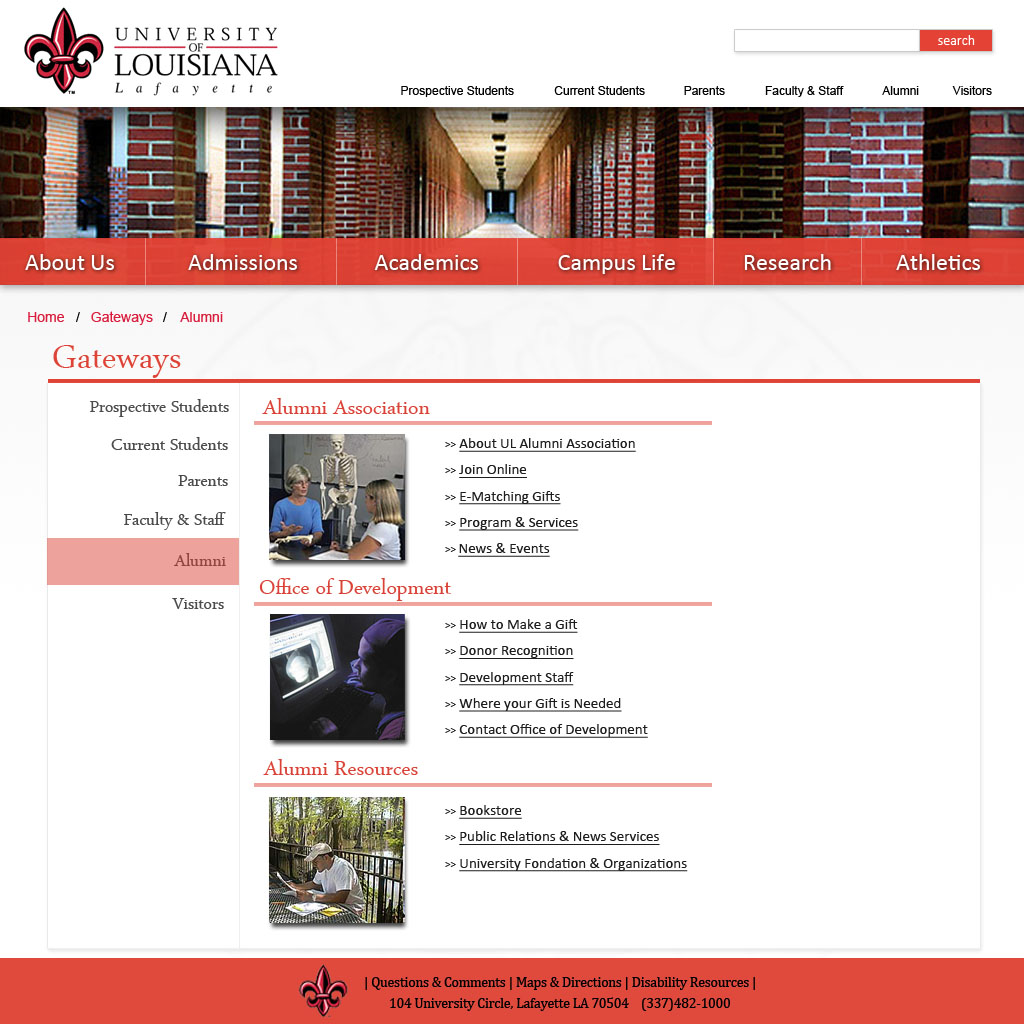 UNIVERSITY
OF
LOUISIANA
Lafayette
TM
search
Prospective Students Current Students Parents Faculty & Staff Alumni Visitors
About Us Admissions Academics Campus Life Research Athletics
Home / Gateways / Alumni
Gateways
Prospective Students
Current Students
Parents
Faculty & Staff
Alumni
Visitors
Alumni Association
>> About UL Alumni Association
>> Join Online
>> E-Matching Gifts
>> Program & Services
>> News & Events
Office of Development
>> How to Make a Gift
>> Donor Recognition
>> Development Staff
>> Where your Gift is Needed
>> Contact Office of Development
Alumni Resources
>> Bookstore
>> Public Relations & News Services
>> University Fondation & Organizations
| Questions & Comments | Maps & Directions | Disability Resources |
104 University Circle, Lafayette LA 70504 (337)482-1000